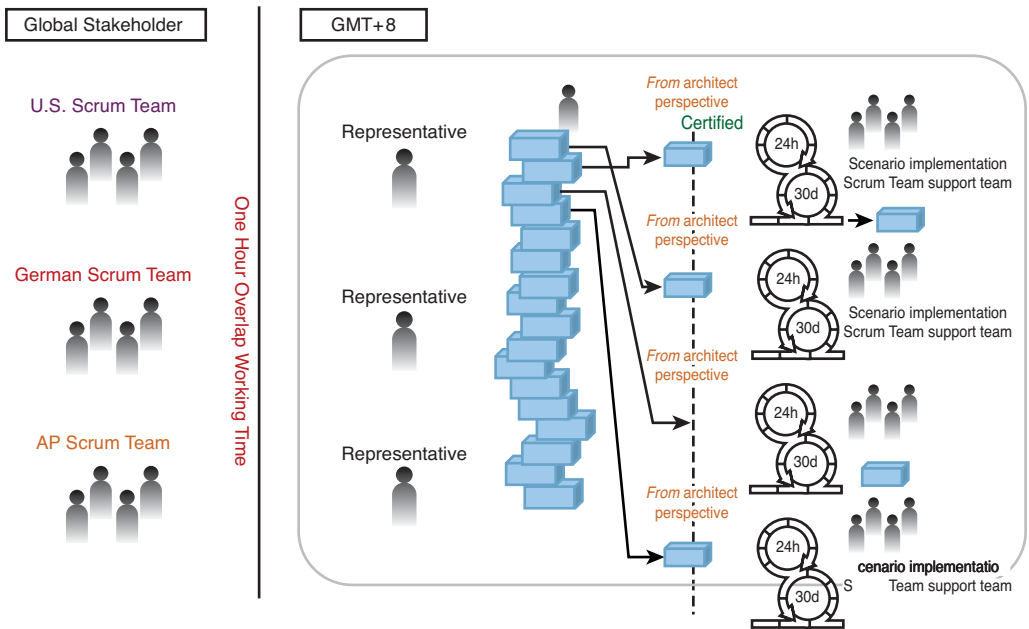 Global Stakeholder
GMT+8
U.S. Scrum Team
German Scrum Team
AP Scrum Team
One Hour Overlap Working Time
Representative
Representative
Representative
From architect
perspective
Certified
24h
30d
Scenario implementation
Scrum Team support team
From architect
perspective
24h
30d
Scenario implementation
Scrum Team support team
From architect
perspective
24h
30d
From architect
perspective
24h
30d
cenario implementatio
S Team support team